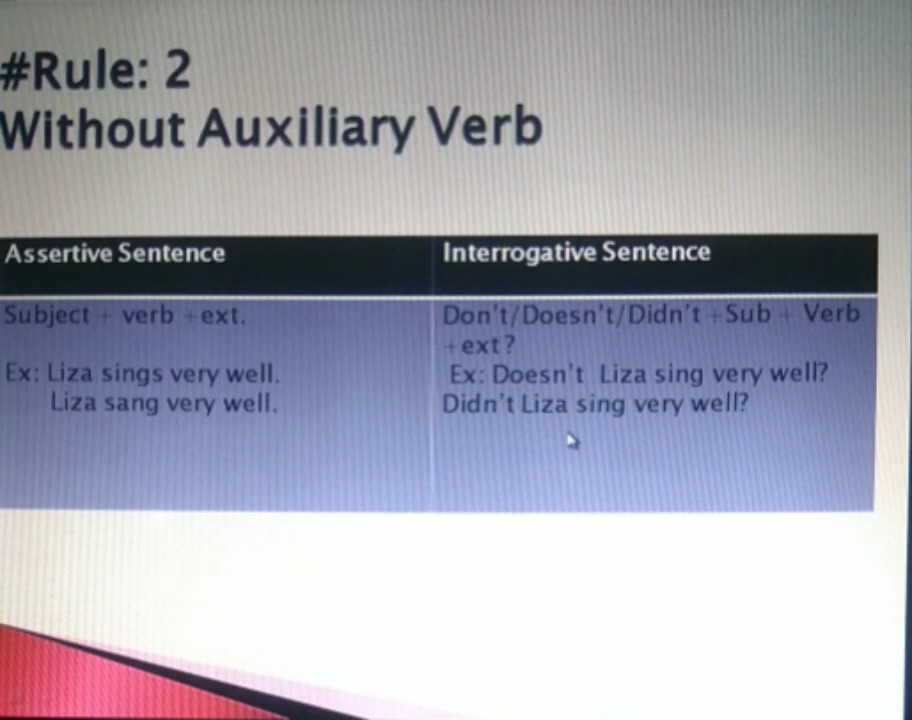 #Rule: 2
Without Auxiliary Verb
Assertive Sentence
Interrogative Sentence
Subject + verb +ext.
Ex: Liza sings very well.
Liza sang very well.
Don't/Doesn't/Didn't +Sub + Verb
+ext?
Ex: Doesn't Liza sing very well?
Didn't Liza sing very well?